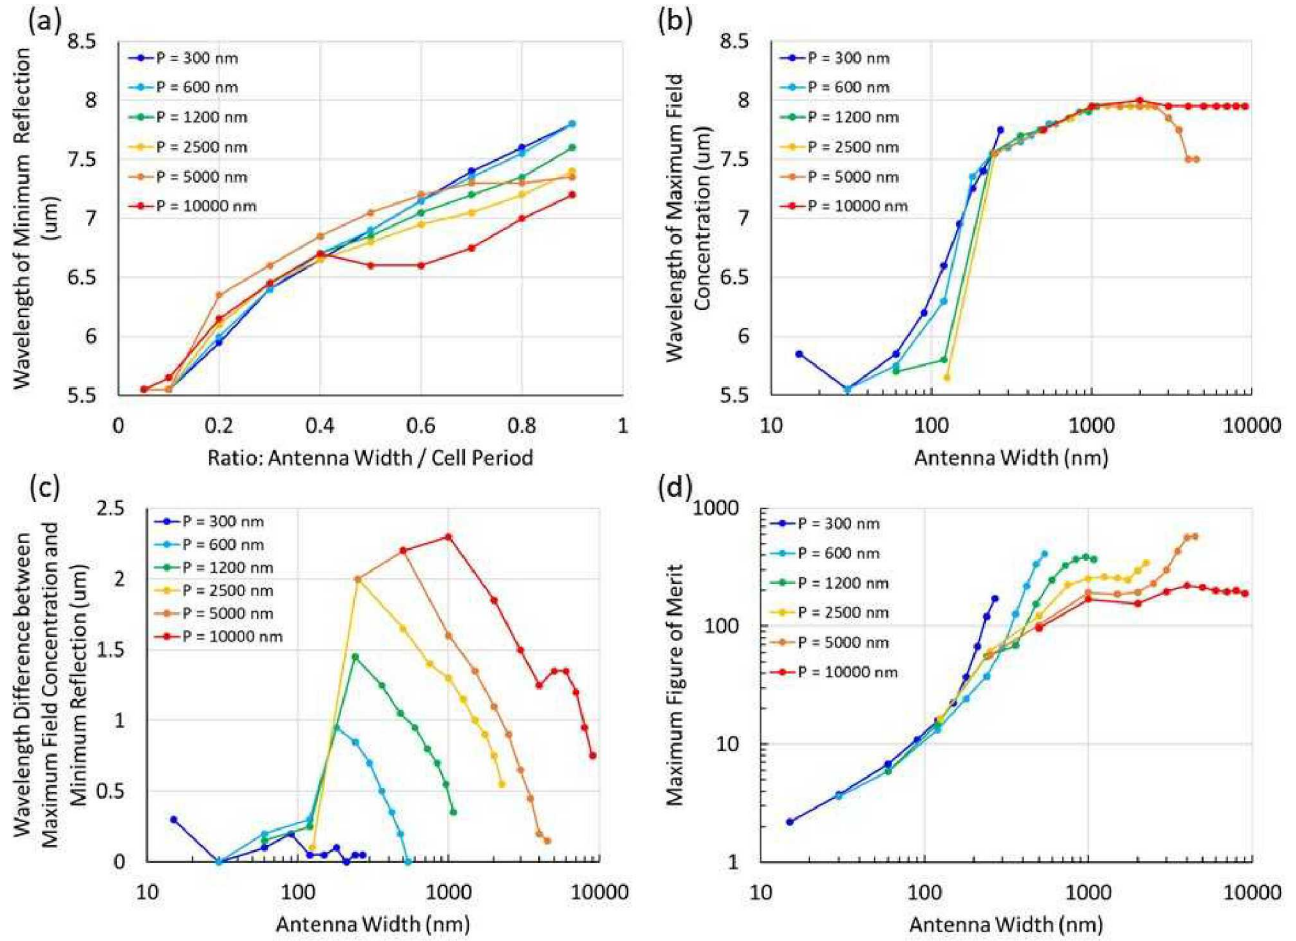 (a)
Wavelength of Minimum Reflection
(um)
8.5
8
7.5
7
6.5
6
5.5
P = 300 nm
P = 600 nm
P = 1200 nm
P = 2500 nm
P = 5000 nm
P = 10000 nm
0 0.2 0.4 0.6 0.8 1
Ratio: Antenna Width / Cell Period
(b)
Wavelength of Maximum Field
Concentration (um)
8.5
8
7.5
7
6.5
6
5.5
P = 300 nm
P = 600 nm
P = 1200 nm
P = 2500 nm
P = 5000 nm
P = 10000 nm
10 100 1000 10000
Antenna Width (nm)
(c)
Wavelength Difference between
Maximum Field Concentration and
Minimum Reflection (um)
2.5
2
1.5
1
0.5
0
P = 300 nm
P = 600 nm
P = 1200 nm
P = 2500 nm
P = 5000 nm
P = 10000 nm
10 100 1000 10000
Antenna Width (nm)
(d)
Maximum Figure of Merit
1000
100
10
1
P = 300 nm
P = 600 nm
P = 1200 nm
P = 2500 nm
P = 5000 nm
P = 10000 nm
10 100 1000 10000
Antenna Width (nm)